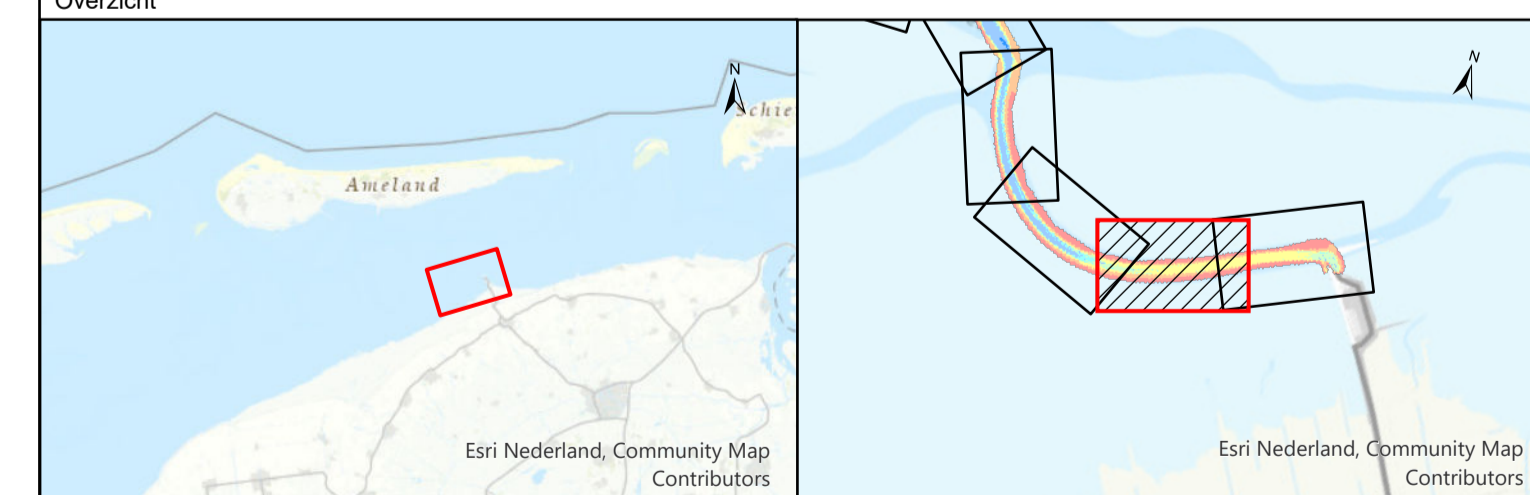 Overzicht
N
Schie
Ameland
Esri Nederland, Community Map
Contributors
N
Esri Nederland, Community Map
Contributors